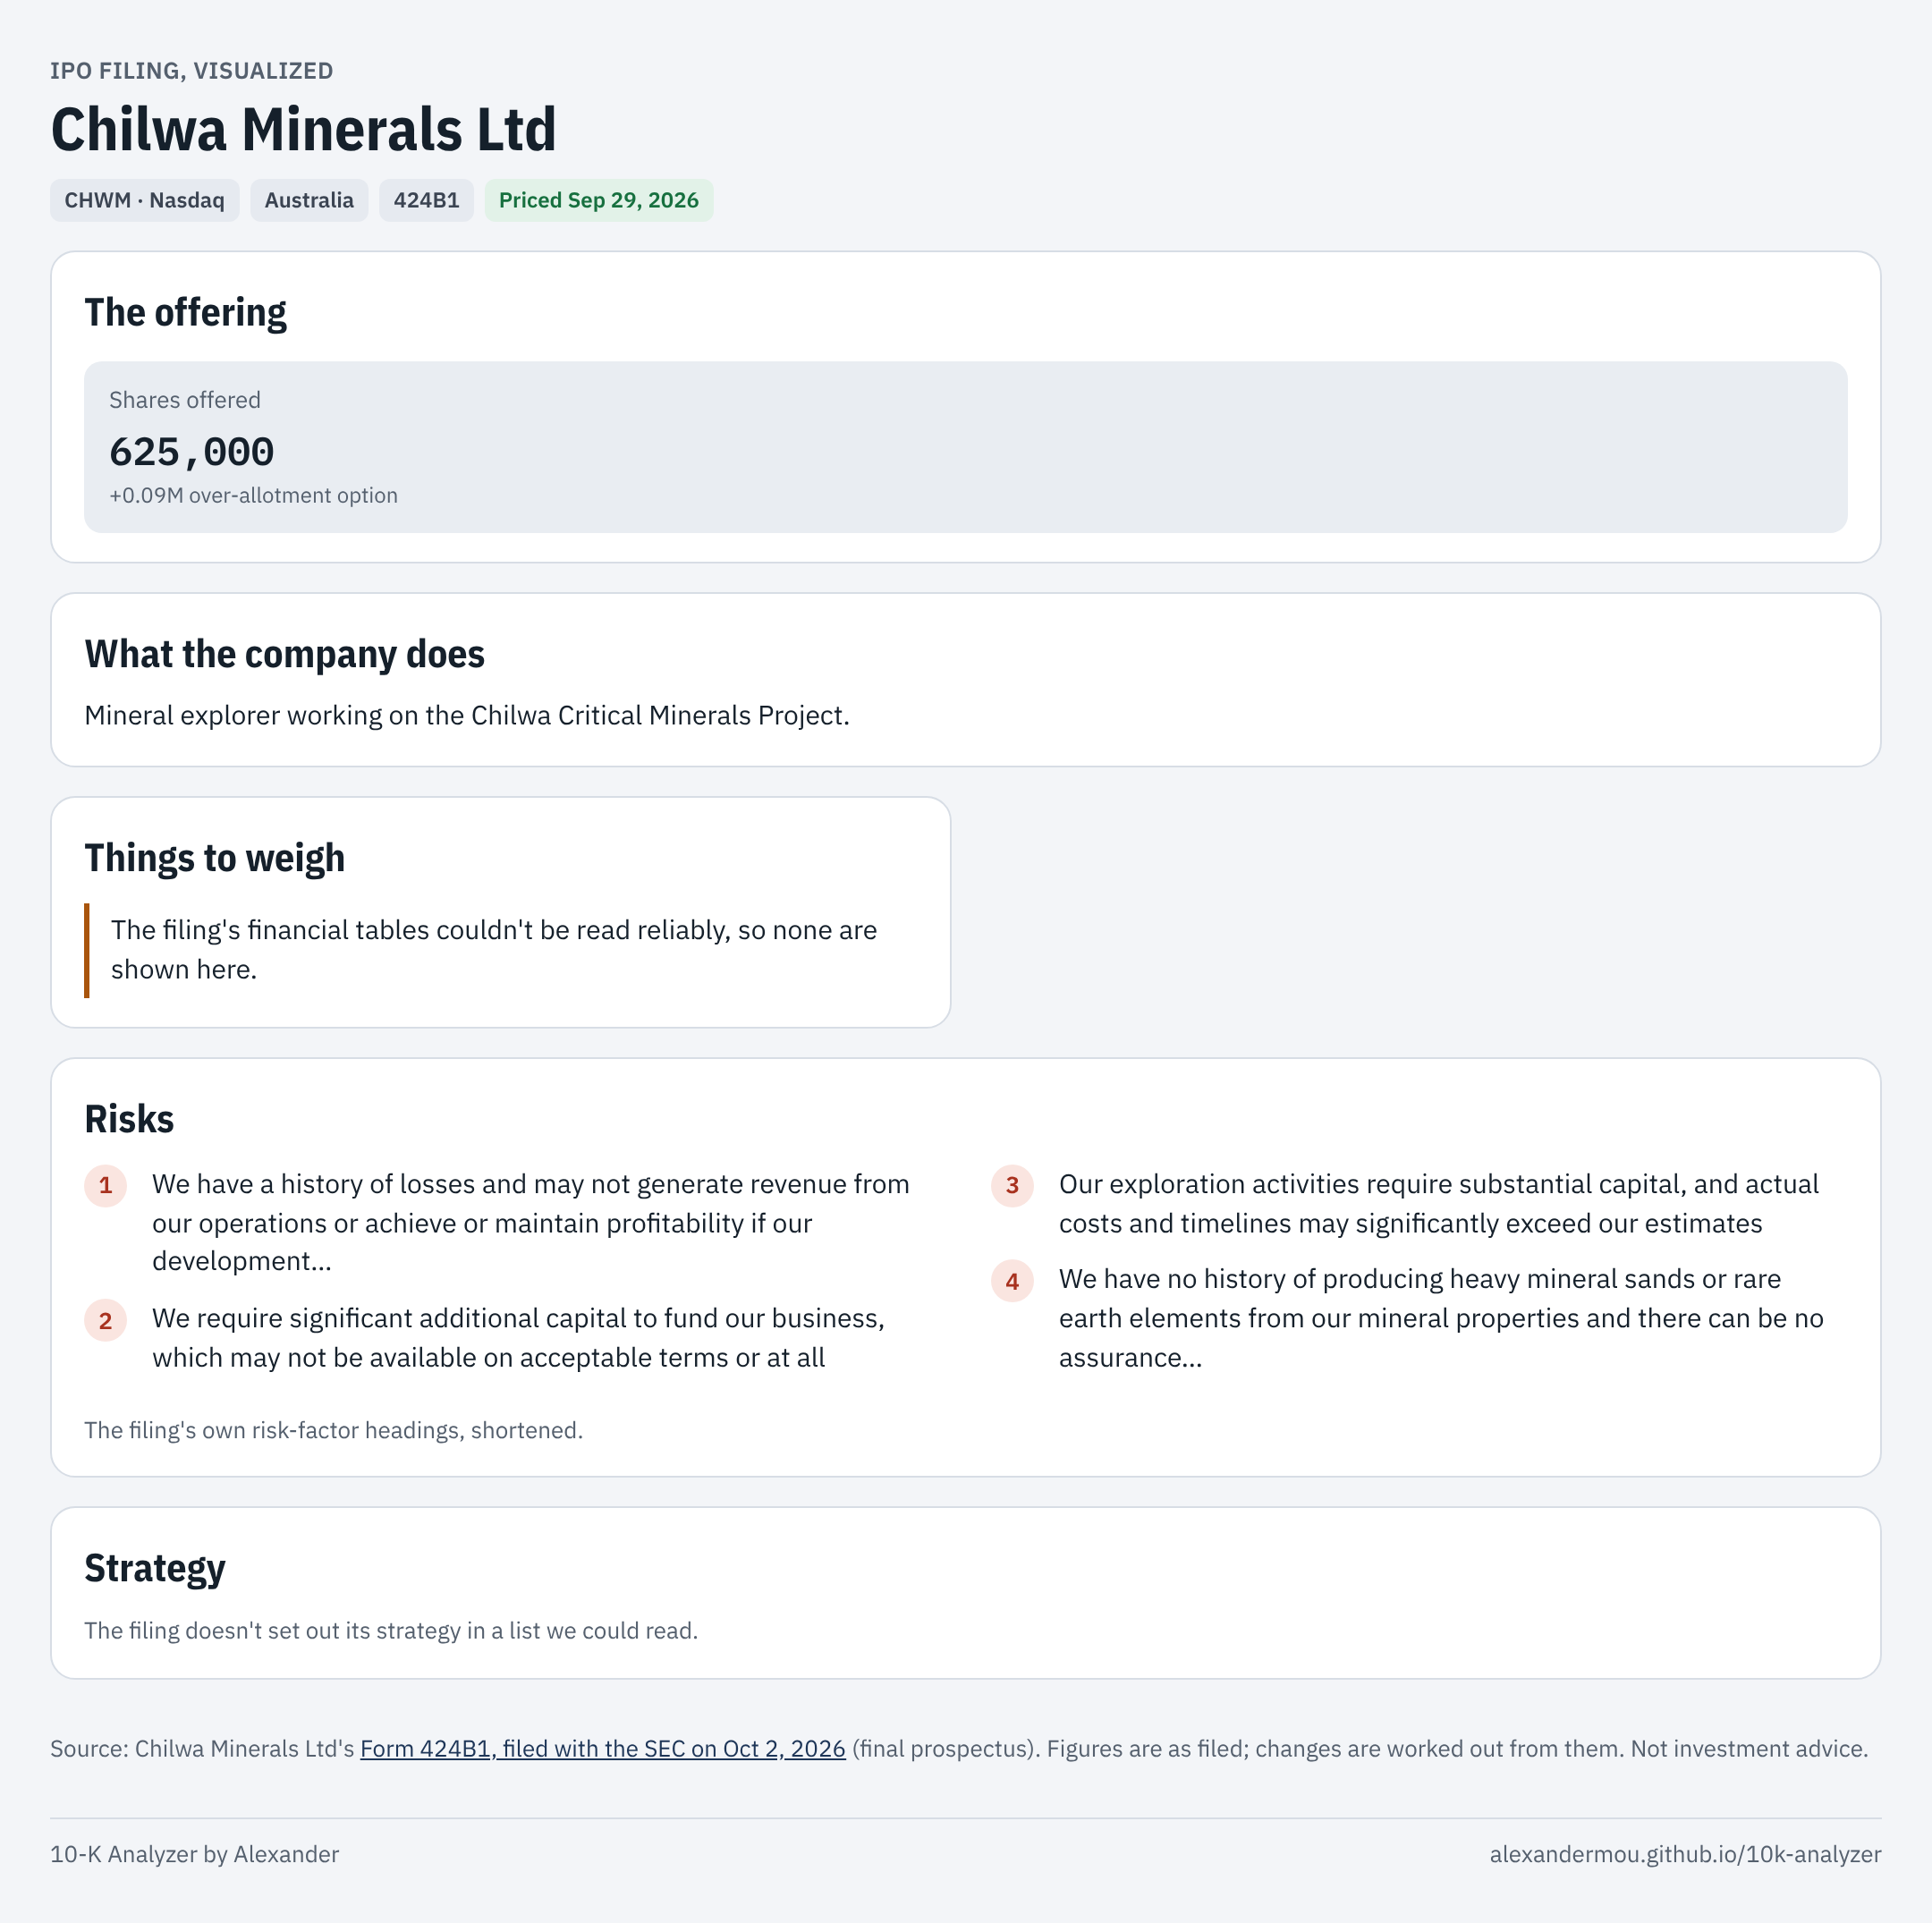 IPO FILING, VISUALIZED
Chilwa Minerals Ltd
CHWM · Nasdaq
Australia
424B1
Priced Sep 29, 2026
The offering
Shares offered
625,000
+0.09M over-allotment option
What the company does
Mineral explorer working on the Chilwa Critical Minerals Project.
Things to weigh
The filing's financial tables couldn't be read reliably, so none are
shown here.
Risks
1
We have a history of losses and may not generate revenue from
our operations or achieve or maintain profitability if our
development...
2
We require significant additional capital to fund our business,
which may not be available on acceptable terms or at all
3
Our exploration activities require substantial capital, and actual
costs and timelines may significantly exceed our estimates
4
We have no history of producing heavy mineral sands or rare
earth elements from our mineral properties and there can be no
assurance...
The filing's own risk-factor headings, shortened.
Strategy
The filing doesn't set out its strategy in a list we could read.
Source: Chilwa Minerals Ltd's Form 424B1, filed with the SEC on Oct 2, 2026 (final prospectus). Figures are as filed; changes are worked out from them. Not investment advice.
10-K Analyzer by Alexander
alexandermou.github.io/10k-analyzer